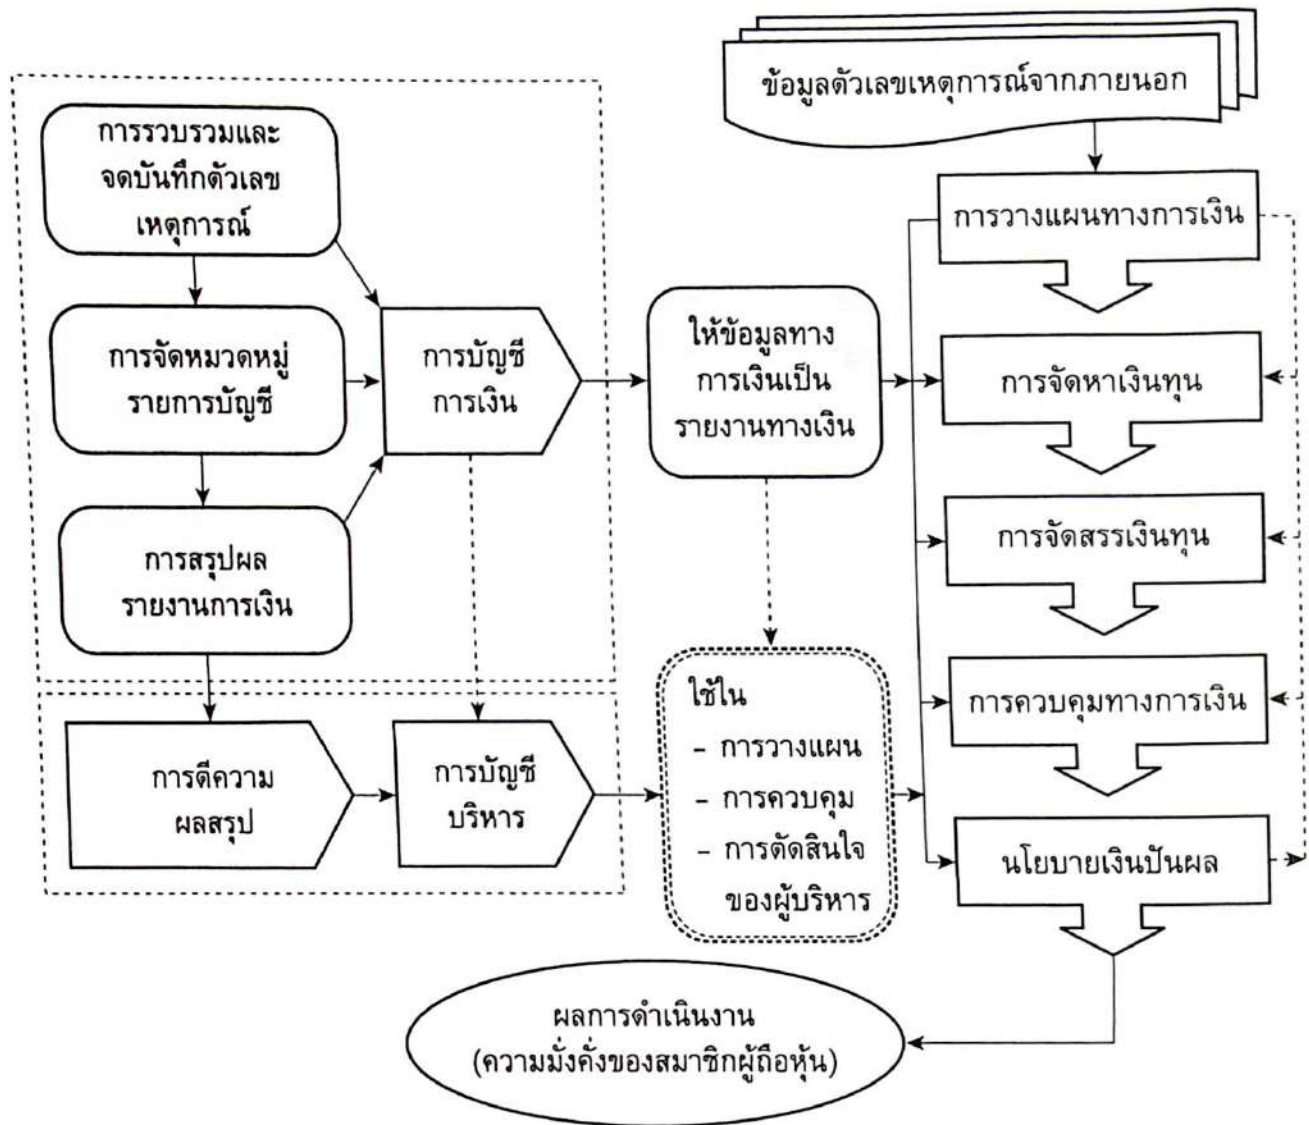 ข้อมูลตัวเลขเหตุการณ์จากภายนอก
การรวบรวมและ
จดบันทึกตัวเลข
เหตุการณ์
การจัดหมวดหมู่
รายการบัญชี
การสรุปผล
รายงานการเงิน
การบัญชี
การเงิน
ให้ข้อมูลทาง
การเงินเป็น
รายงานทางเงิน
การตีความ
ผลสรุป
การบัญชี
บริหาร
ใช้ใน
- การวางแผน
- การควบคุม
- การตัดสินใจ
ของผู้บริหาร
การวางแผนทางการเงิน
การจัดหาเงินทุน
การจัดสรรเงินทุน
การควบคุมทางการเงิน
นโยบายเงินปันผล
ผลการดำเนินงาน
(ความมั่งคั่งของสมาชิกผู้ถือหุ้น)